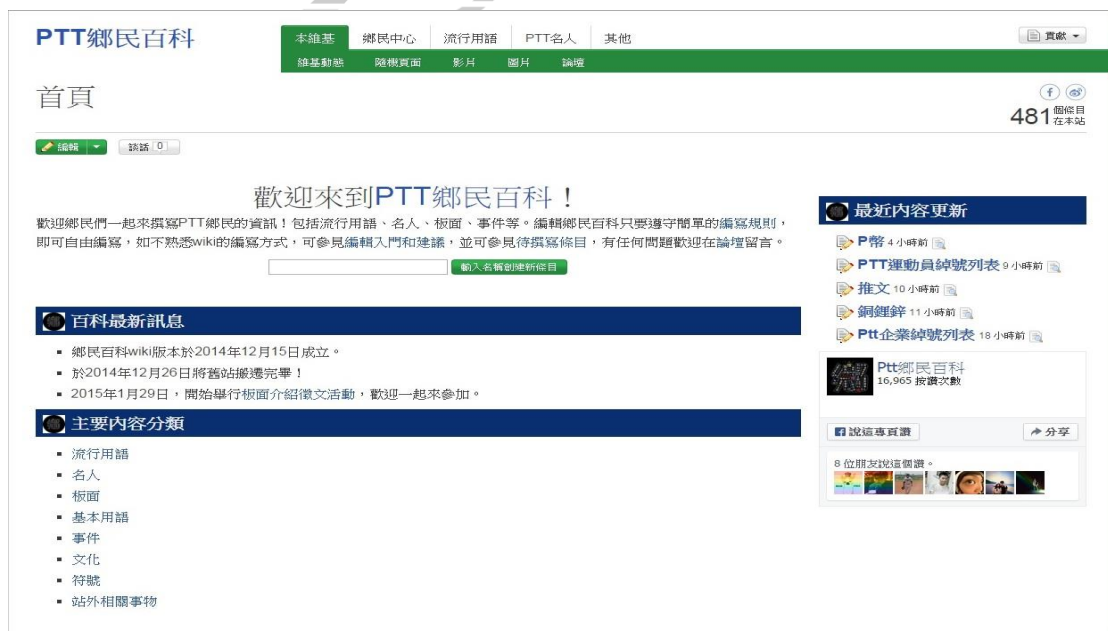 PTT鄉民百科
本維基 鄉民中心 流行用語 PTT名人 其他
貢獻
維基動態 隨機頁面 影片 圖片 論壇
首頁
481 個條目
在本站
編輯 談話 0
歡迎來到PTT鄉民百科！
歡迎鄉民們一起來撰寫PTT鄉民的資訊！包括流行用語、名人、板面、事件等。編輯鄉民百科只要遵守簡單的編寫規則，
即可自由編寫，如不熟悉wiki的編寫方式，可參見編輯入門和建議，並可參見待撰寫條目，有任何問題歡迎在論壇留言。
輸入名稱創建新條目
百科最新訊息
鄉民百科wiki版本於2014年12月15日成立。
於2014年12月26日將舊站搬遷完畢！
2015年1月29日，開始舉行板面介紹徵文活動，歡迎一起來參加。
主要內容分類
流行用語
名人
板面
基本用語
事件
文化
符號
站外相關事物
最近內容更新
P幣 4 小時前
PTT運動員綽號列表 9 小時前
推文 10 小時前
銅鋰鋅 11 小時前
Ptt企業綽號列表 18 小時前
Ptt鄉民百科
16,965 按讚次數
說這專頁讚 分享
8 位朋友說這個讚。